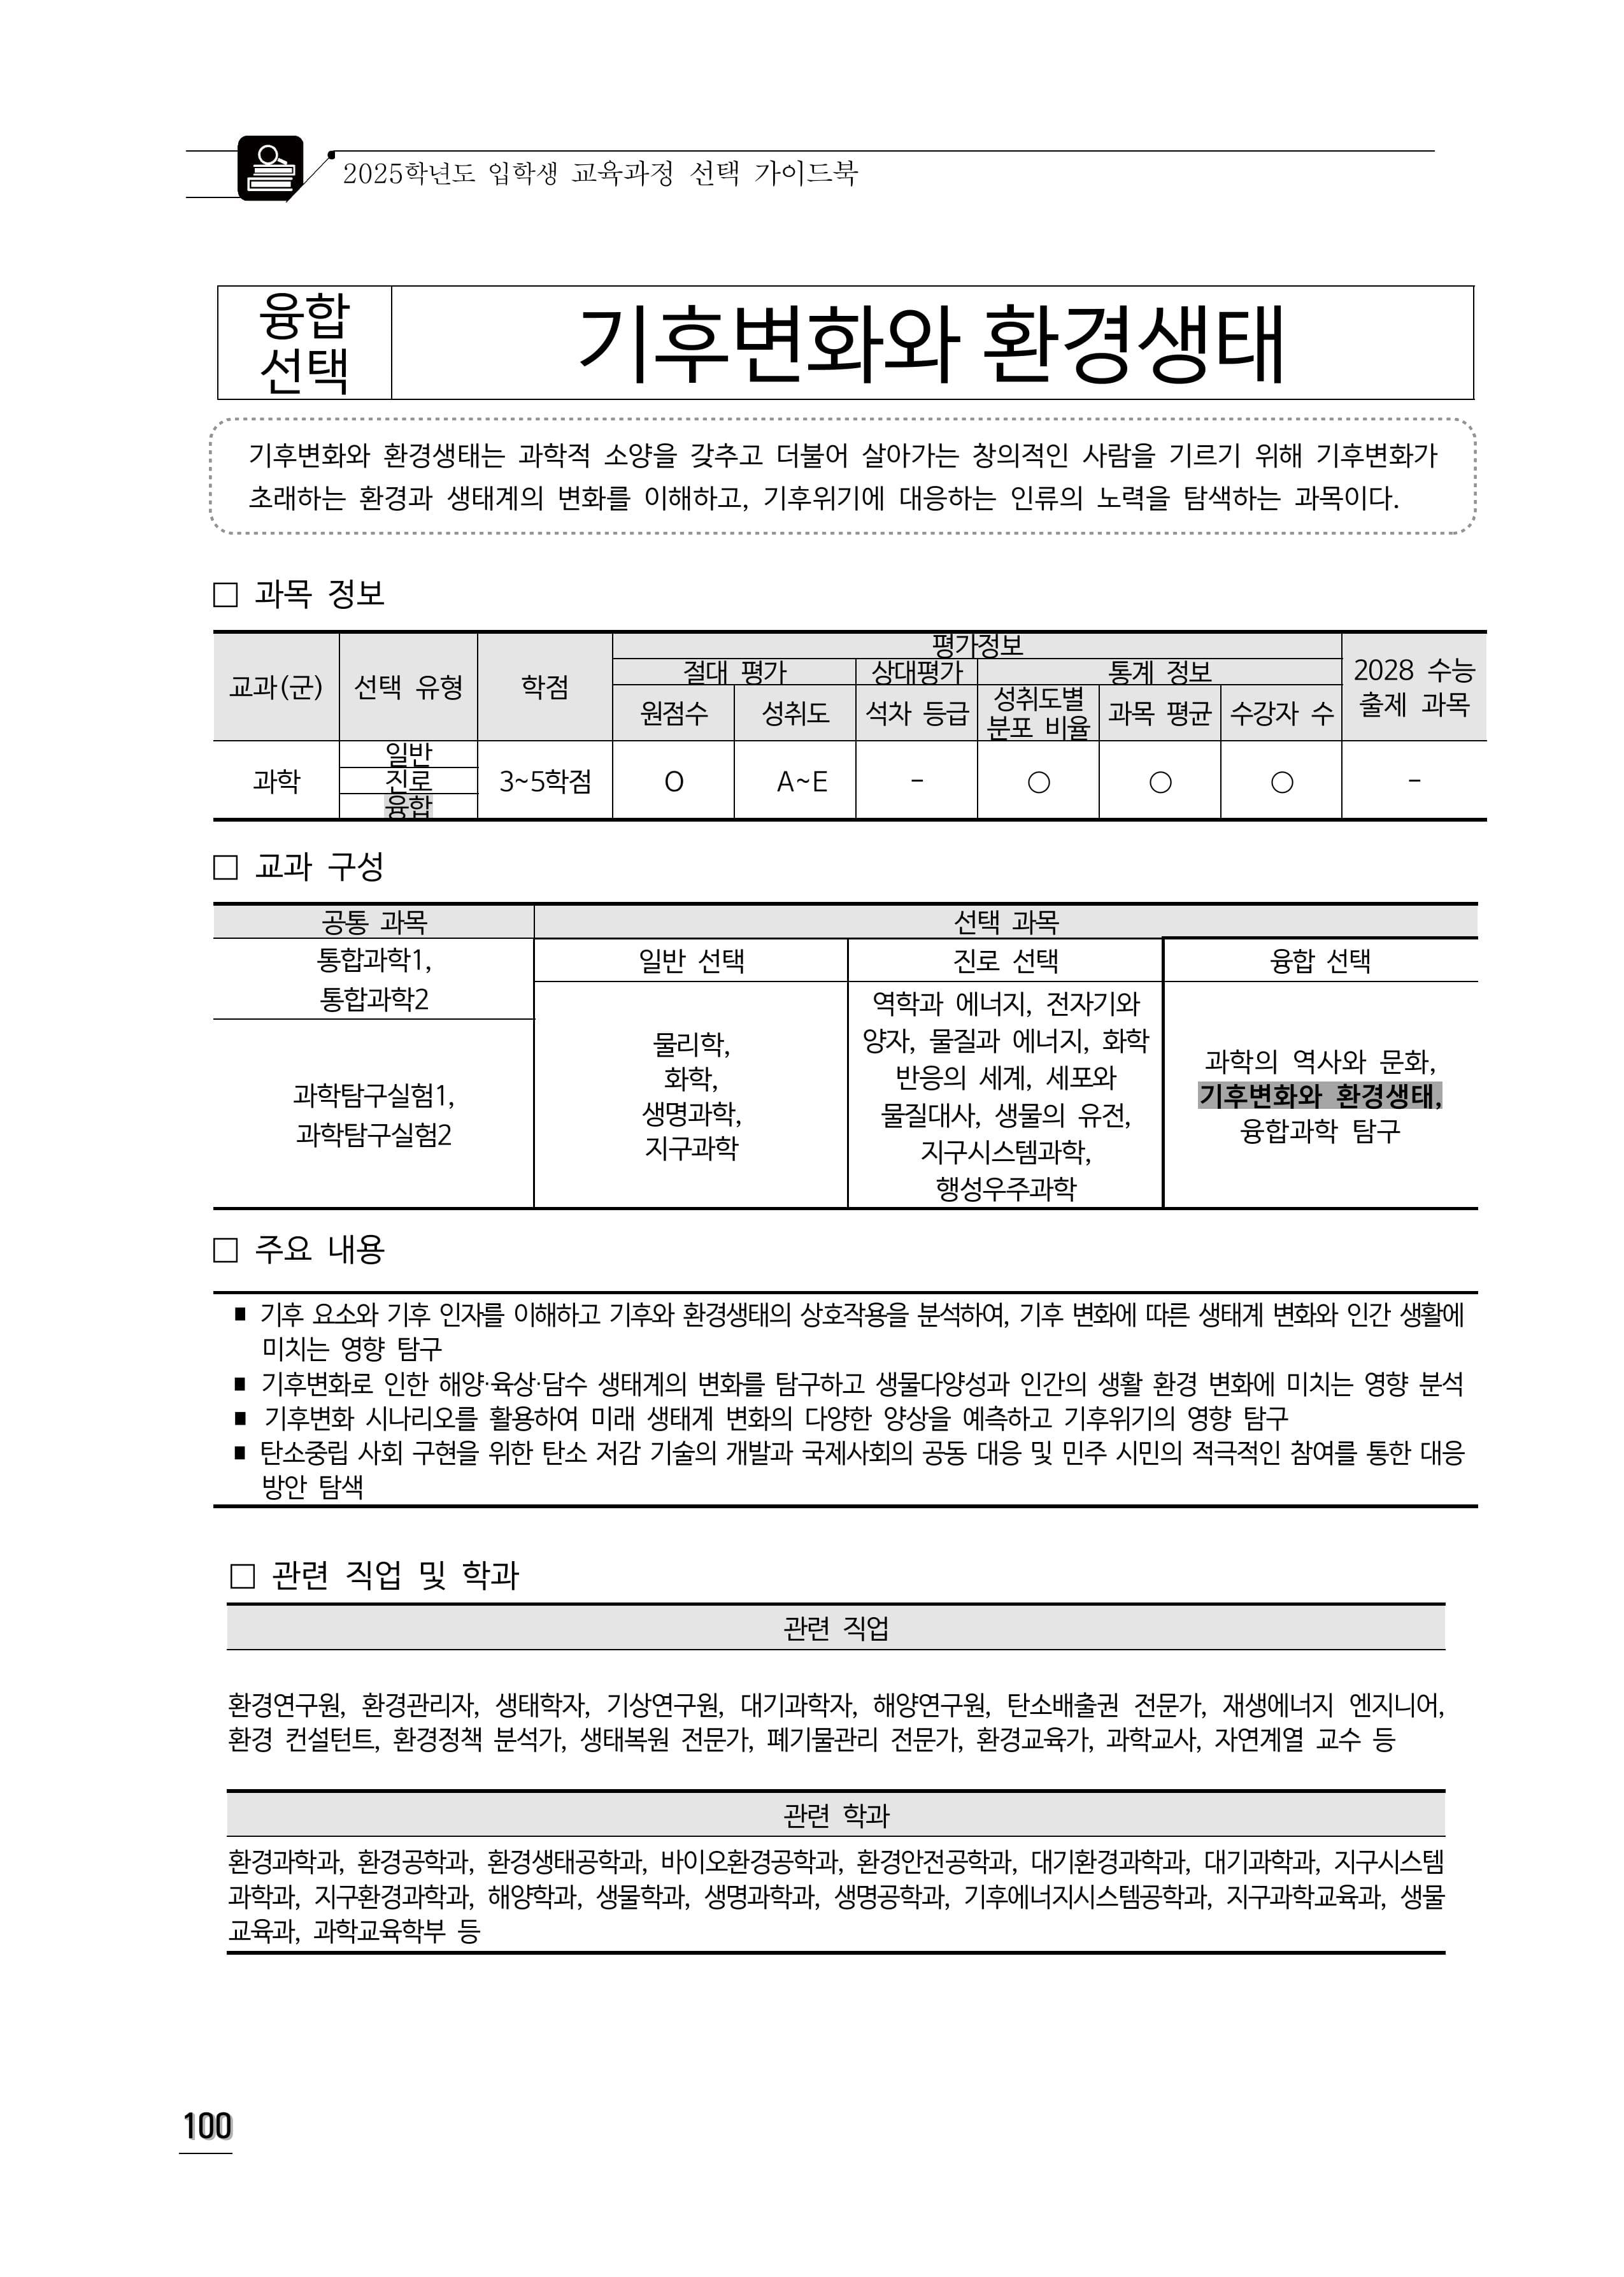 2025학년도 입학생 교육과정 선택 가이드북
융합
선택
기후변화와 환경생태
기후변화와 환경생태는 과학적 소양을 갖추고 더불어 살아가는 창의적인 사람을 기르기 위해 기후변화가
초래하는 환경과 생태계의 변화를 이해하고, 기후위기에 대응하는 인류의 노력을 탐색하는 과목이다.
□ 과목 정보
교과(군) 선택 유형 학점 평가정보 2028 수능
출제 과목
절대 평가 상대평가 통계 정보
원점수 성취도 석차 등급 성취도별
분포 비율 과목 평균 수강자 수
과학 일반
진로
융합
3~5학점 O A~E - ○ ○ ○ -
□ 교과 구성
공통 과목 선택 과목
통합과학1,
통합과학2
일반 선택 진로 선택 융합 선택
과학탐구실험1,
과학탐구실험2
물리학,
화학,
생명과학,
지구과학
역학과 에너지, 전자기와
양자, 물질과 에너지, 화학
반응의 세계, 세포와
물질대사, 생물의 유전,
지구시스템과학,
행성우주과학
과학의 역사와 문화,
기후변화와 환경생태,
융합과학 탐구
□ 주요 내용
■ 기후 요소와 기후 인자를 이해하고 기후와 환경생태의 상호작용을 분석하여, 기후 변화에 따른 생태계 변화와 인간 생활에
미치는 영향 탐구
■ 기후변화로 인한 해양·육상·담수 생태계의 변화를 탐구하고 생물다양성과 인간의 생활 환경 변화에 미치는 영향 분석
■ 기후변화 시나리오를 활용하여 미래 생태계 변화의 다양한 양상을 예측하고 기후위기의 영향 탐구
■ 탄소중립 사회 구현을 위한 탄소 저감 기술의 개발과 국제사회의 공동 대응 및 민주 시민의 적극적인 참여를 통한 대응
방안 탐색
□ 관련 직업 및 학과
관련 직업
환경연구원, 환경관리자, 생태학자, 기상연구원, 대기과학자, 해양연구원, 탄소배출권 전문가, 재생에너지 엔지니어,
환경 컨설턴트, 환경정책 분석가, 생태복원 전문가, 폐기물관리 전문가, 환경교육가, 과학교사, 자연계열 교수 등
관련 학과
환경과학과, 환경공학과, 환경생태공학과, 바이오환경공학과, 환경안전공학과, 대기환경과학과, 대기과학과, 지구시스템
과학과, 지구환경과학과, 해양학과, 생물학과, 생명과학과, 생명공학과, 기후에너지시스템공학과, 지구과학교육과, 생물
교육과, 과학교육학부 등
100